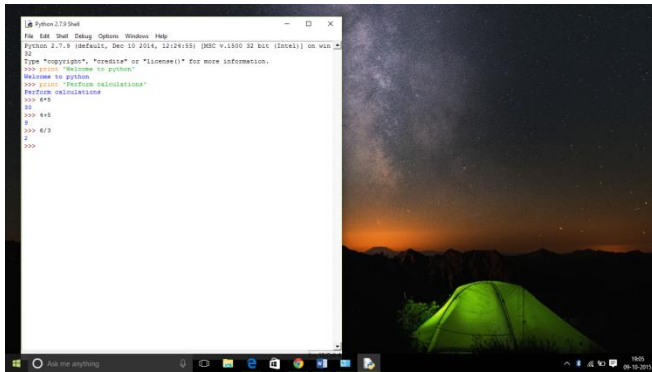 Python 2.7.9 Shell
File Edit Shell Debug Options Windows Help
Python 2.7.9 (default, Dec 10 2014, 12:24:55) [MSC v.1500 32 bit (Intel)] on win
32
Type "copyright", "credits" or "license()" for more information.
>>> print 'Welcome to python'
Welcome to python
>>> print 'Perform calculations'
Perform calculations
>>> 6*5
30
>>> 4+5
9
>>> 6/3
2
>>>
Ask me anything
19:05
09-10-2015